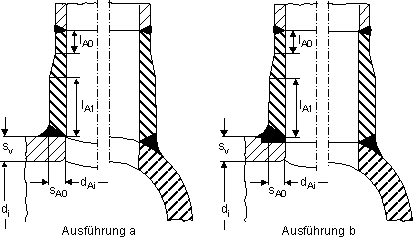 lA0
lA0
lA1
lA1
sv
sv
sA0
dAi
sA0
dAi
di
di
Ausführung a
Ausführung b